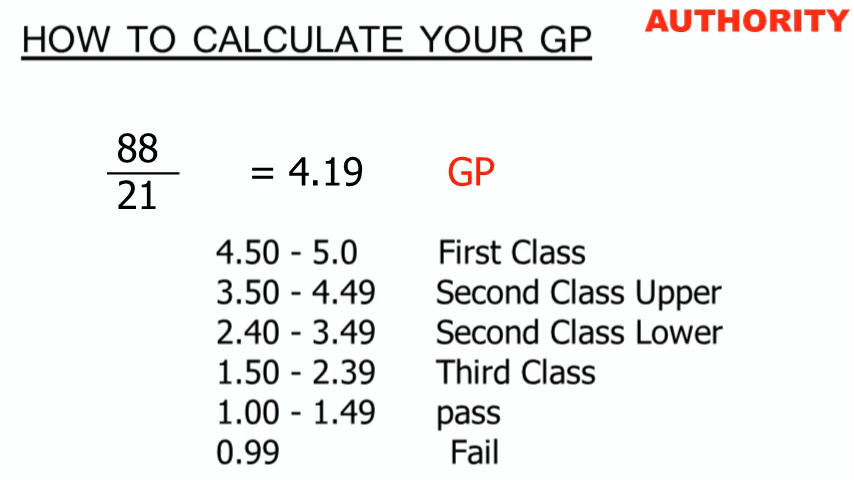 AUTHORITY
HOW TO CALCULATE YOUR GP
88
21
= 4.19 GP
4.50 - 5.0 First Class
3.50 - 4.49 Second Class Upper
2.40 - 3.49 Second Class Lower
1.50 - 2.39 Third Class
1.00 - 1.49 pass
0.99 Fail